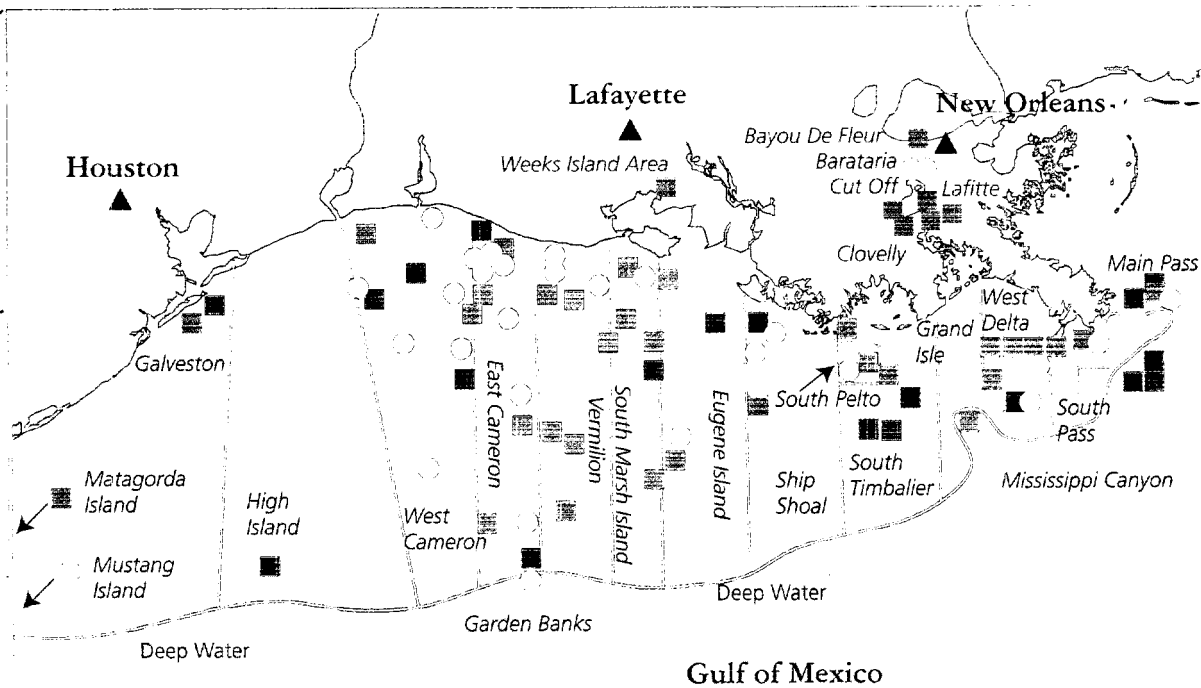 Lafayette
New Orleans
Bayou De Fleur
Barataria
Cut Off
Lafitte
Houston
Weeks Island Area
Clovelly
Main Pass
West
Delta
Grand
Isle
Galveston
East Cameron
Vermilion
South Marsh Island
Eugene Island
South Pelto
South
Pass
Matagorda
Island
High
Island
West
Cameron
Ship
Shoal
South
Timbalier
Mississippi Canyon
Mustang
Island
Deep Water
Garden Banks
Deep Water
Gulf of Mexico